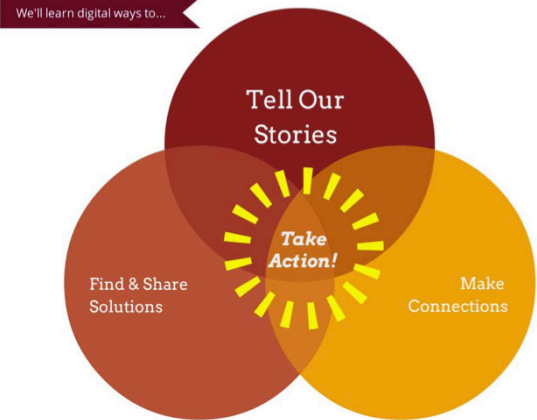 We'll learn digital ways to...
Tell Our
Stories
Take
Action!
Find & Share
Solutions
Make
Connections